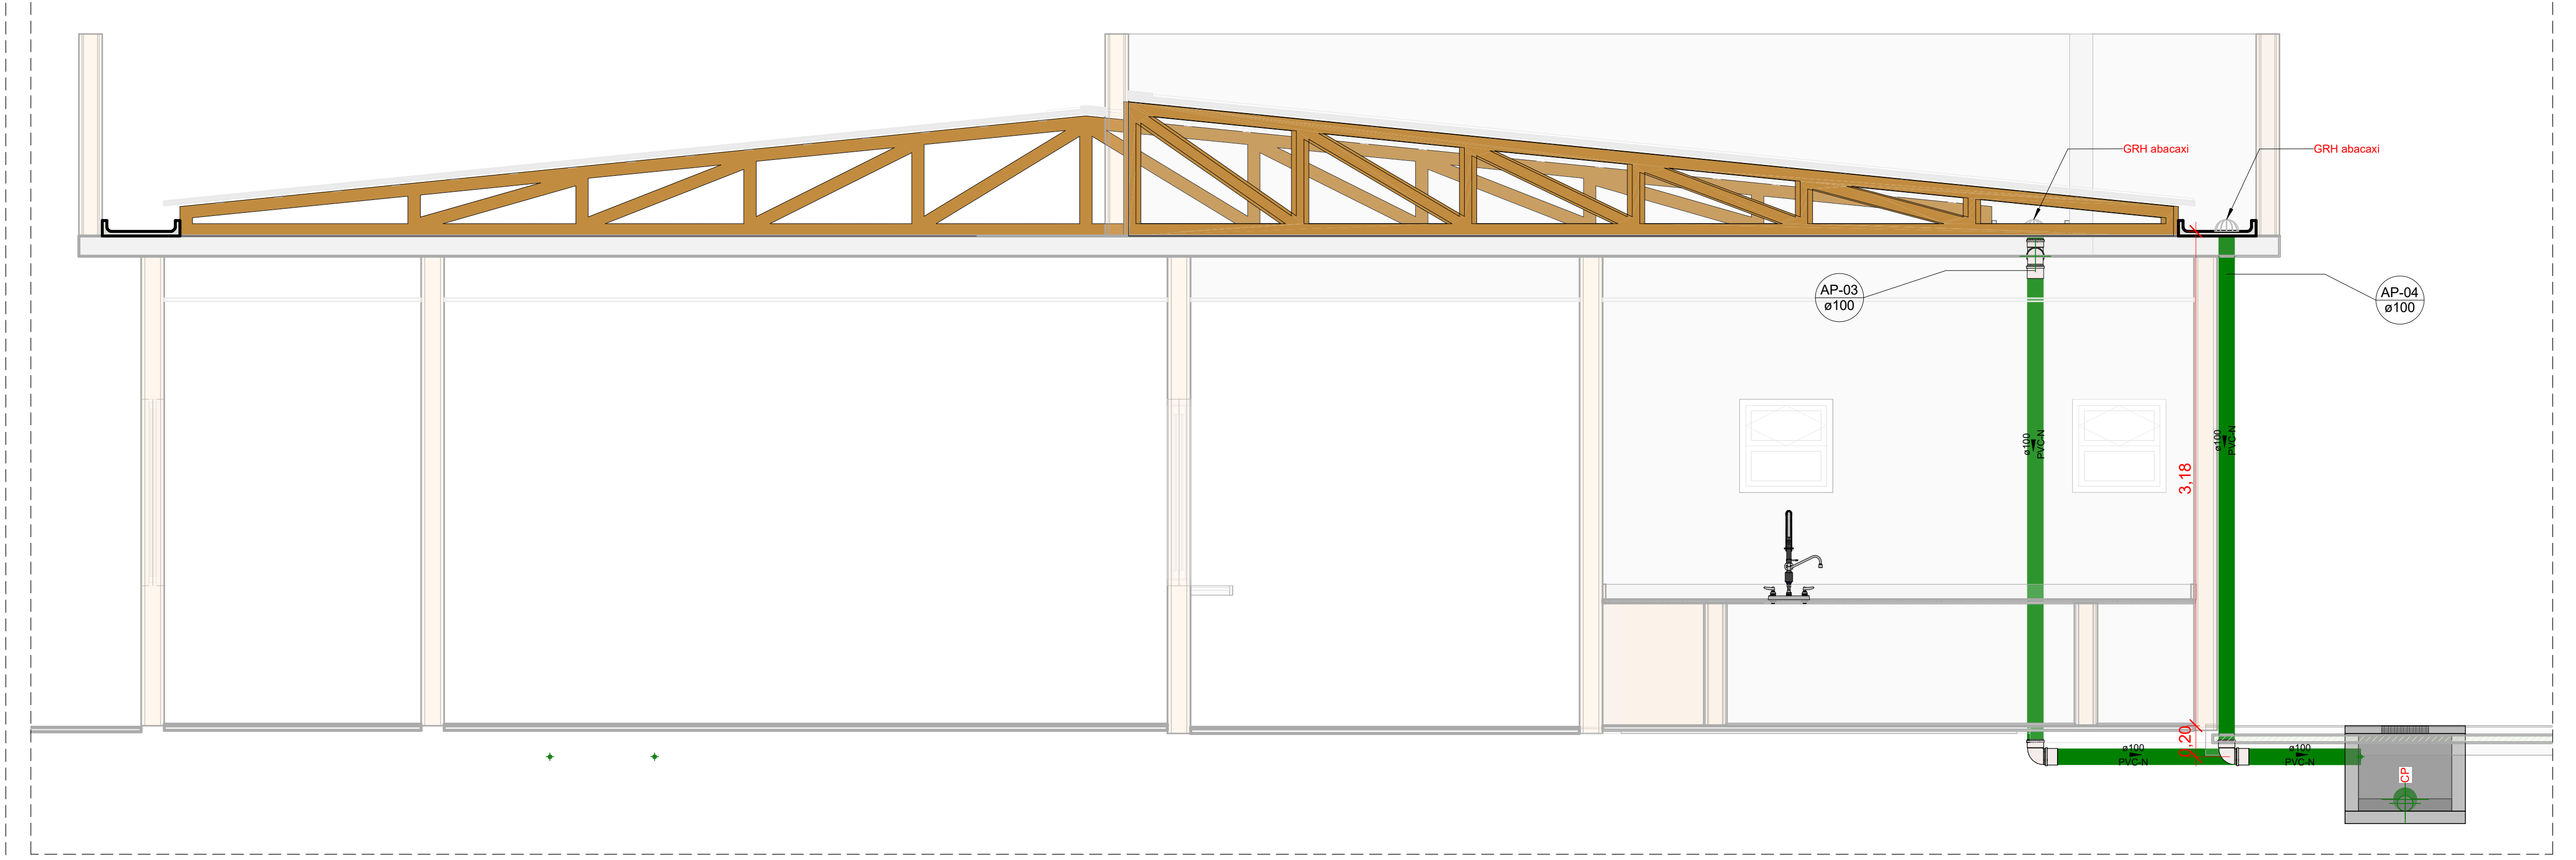 GRH abacaxi
GRH abacaxi
AP-03
ø100
AP-04
ø100
ø100
PVC-N
ø100
PVC-N
3,18
0,20
ø100
PVC-N
ø100
PVC-N
CP